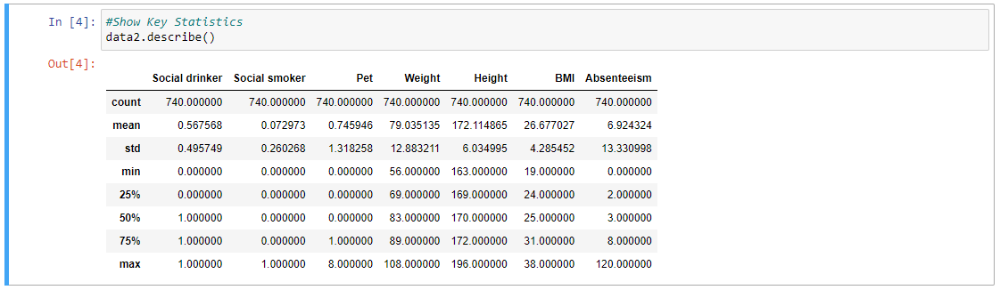 In [4]: #Show Key Statistics
data2.describe()
Out[4]:
Social drinker Social smoker Pet Weight Height BMI Absenteeism
count 740.000000 740.000000 740.000000 740.000000 740.000000 740.000000 740.000000
mean 0.567568 0.072973 0.745946 79.035135 172.114865 26.677027 6.924324
std 0.495749 0.260268 1.318258 12.883211 6.034995 4.285452 13.330998
min 0.000000 0.000000 0.000000 56.000000 163.000000 19.000000 0.000000
25% 0.000000 0.000000 0.000000 69.000000 169.000000 24.000000 2.000000
50% 1.000000 0.000000 0.000000 83.000000 170.000000 25.000000 3.000000
75% 1.000000 0.000000 1.000000 89.000000 172.000000 31.000000 8.000000
max 1.000000 1.000000 8.000000 108.000000 196.000000 38.000000 120.000000